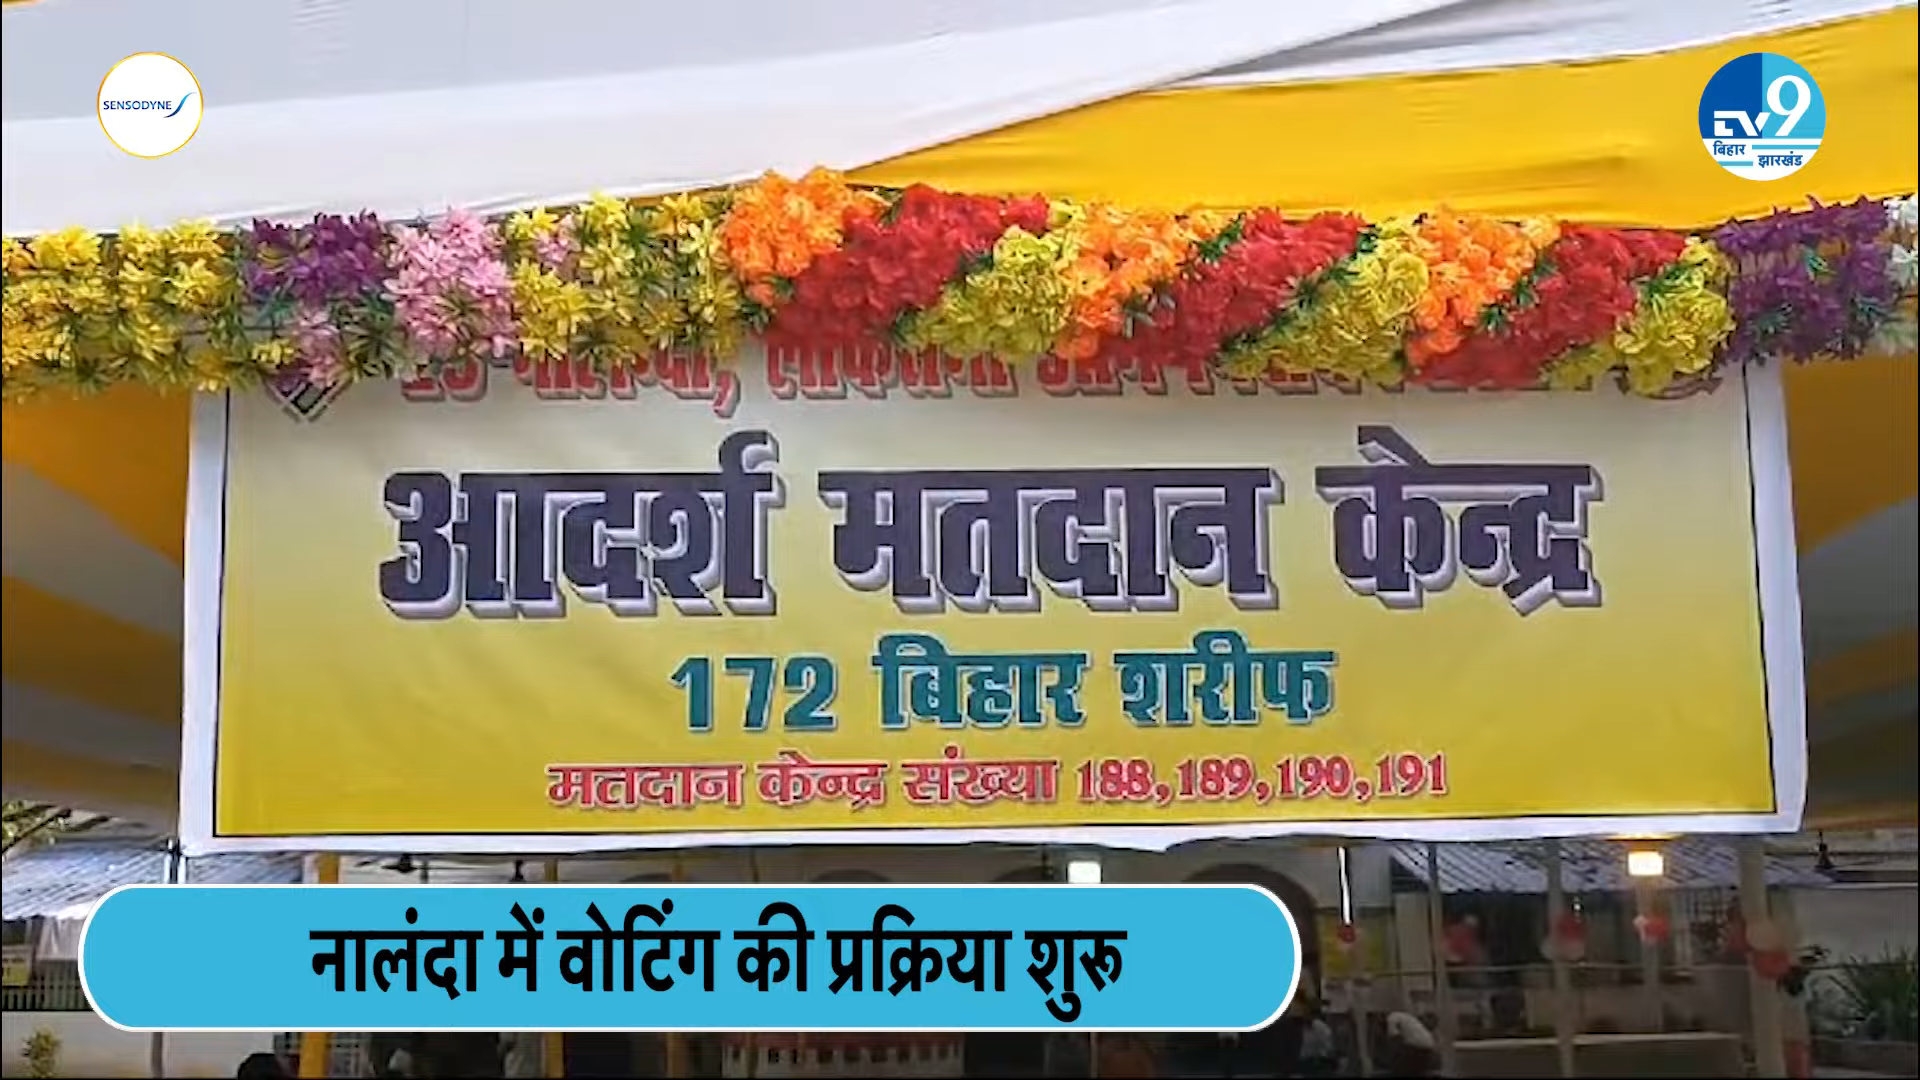 SENSODYNE
TV9
बिहार
झारखंड
आदर्श मतदान केन्द्र
172 बिहार शरीफ
मतदान केन्द्र संख्या 188,189,190,191
नालंदा में वोटिंग की प्रक्रिया शुरू